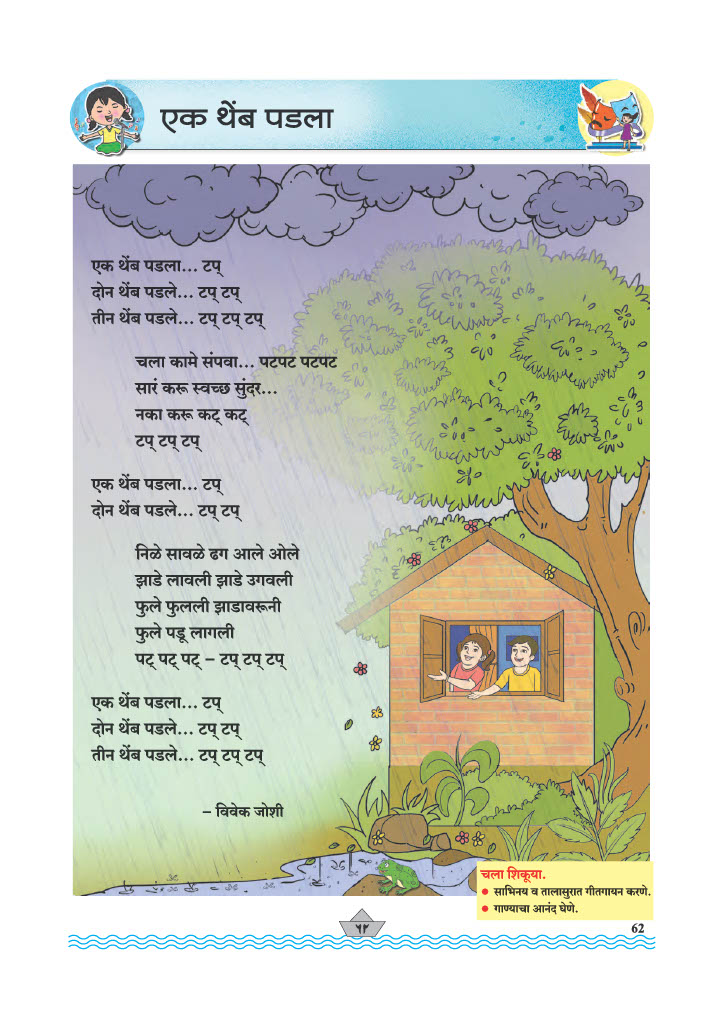 एक थेंब पडला
एक थेंब पडला... टप्
दोन थेंब पडले... टप् टप्
तीन थेंब पडले... टप् टप् टप्
चला कामे संपवा... पटपट पटपट
सारं करू स्वच्छ सुंदर...
नका करू कट् कट्
टप् टप् टप्
एक थेंब पडला... टप्
दोन थेंब पडले... टप् टप्
निळे सावळे ढग आले ओले
झाडे लावली झाडे उगवली
फुले फुलली झाडावरूनी
फुले पडू लागली
पट् पट् पट् – टप् टप् टप्
एक थेंब पडला... टप्
दोन थेंब पडले... टप् टप्
तीन थेंब पडले... टप् टप् टप्
– विवेक जोशी
चला शिकूया.
● साभिनय व तालासुरात गीतगायन करणे.
● गाण्याचा आनंद घेणे.
५२
62